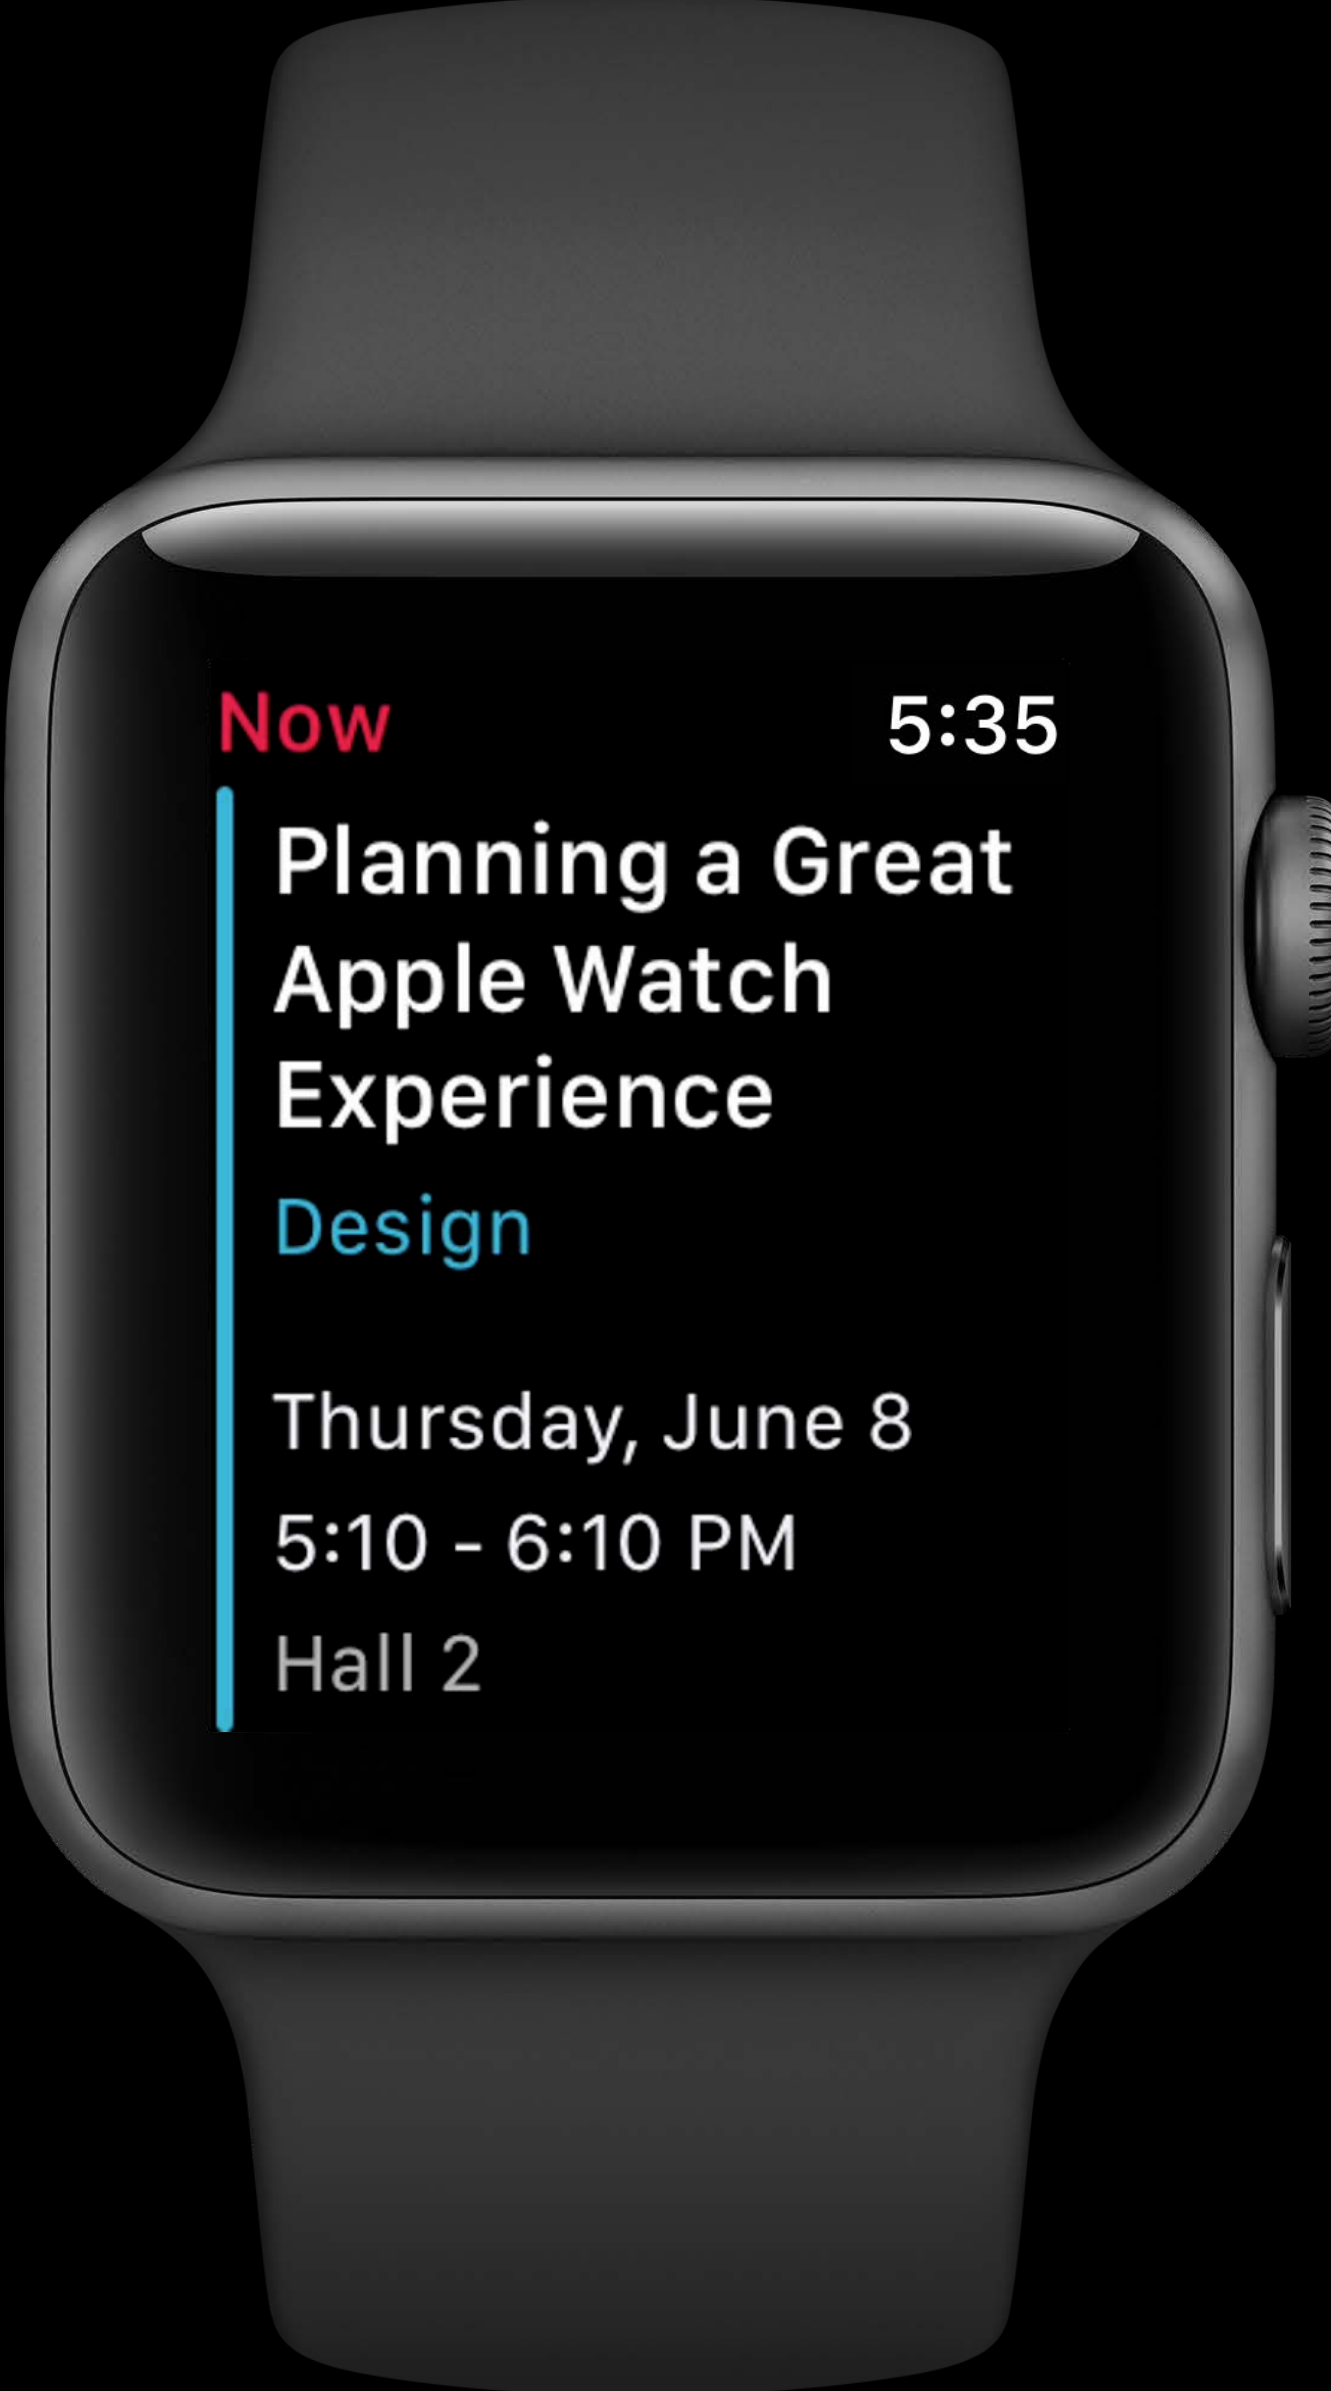 Now 5:35
Planning a Great
Apple Watch
Experience
Design
Thursday, June 8
5:10 - 6:10 PM
Hall 2